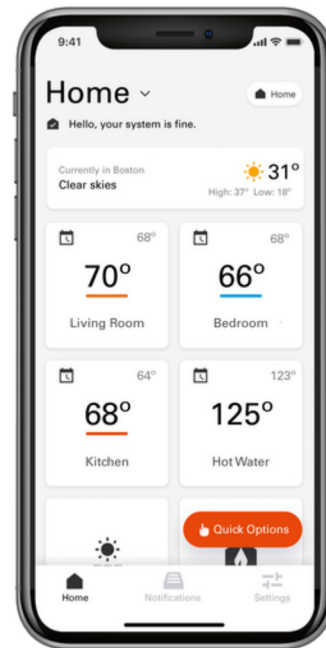 9:41
Home
Home
Hello, your system is fine.
Currently in Boston
Clear skies
31°
High: 37° Low: 18°
68°
70°
Living Room
68°
66°
Bedroom
64°
68°
Kitchen
123°
125°
Hot Water
Quick Options
Home
Notifications
Settings